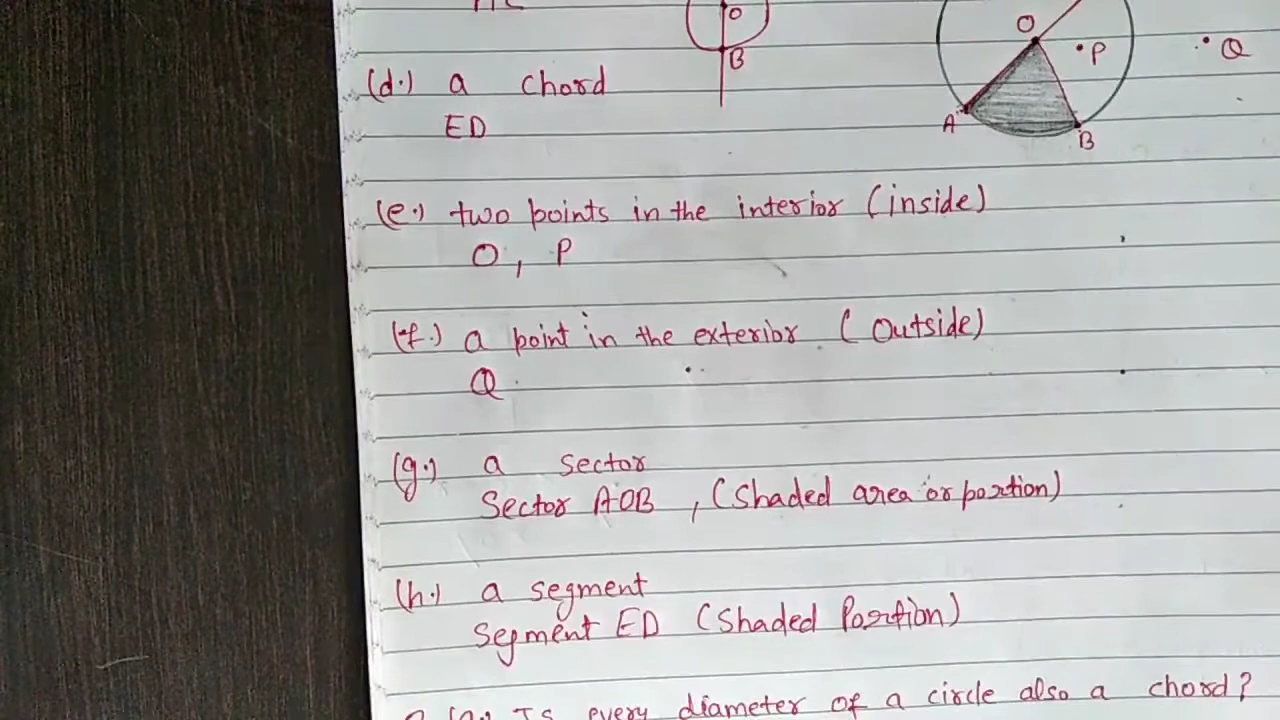 O
O
P
Q
B
(d.) a chord
A
B
ED
(e.) two points in the interior (inside)
O, P
(f.) a point in the exterior (Outside)
Q
(g.) a sector
Sector AOB, (Shaded area or portion)
(h.) a segment
Segment ED (Shaded Portion)
Is every diameter of a circle also a chord?